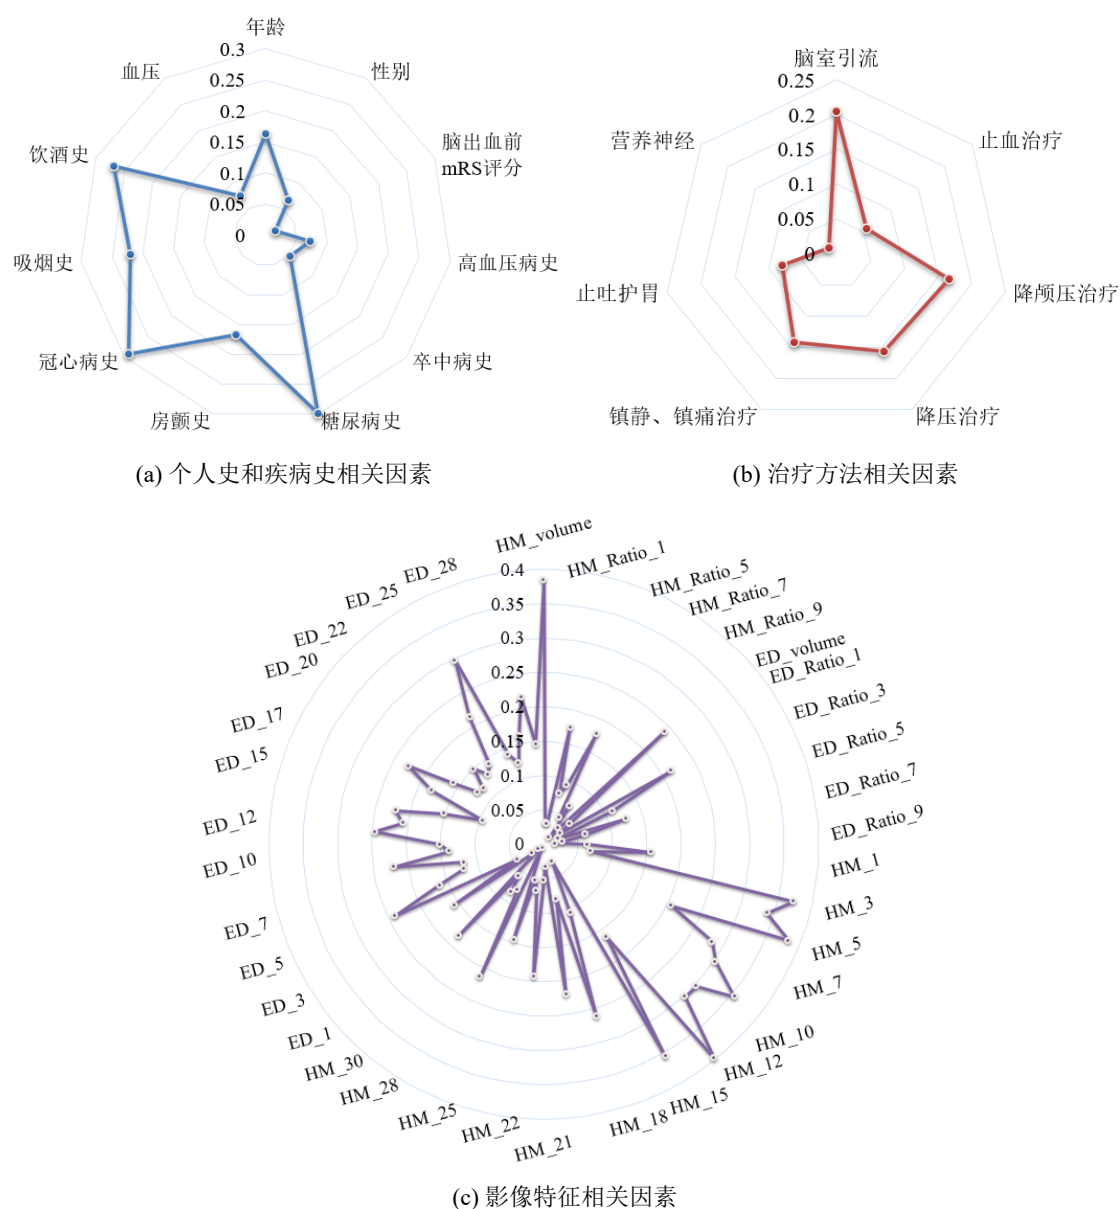 年龄
0.3
0.25
0.2
0.15
0.1
0.05
0
性别
脑出血前
mRS评分
高血压病史
卒中病史
糖尿病史
房颤史
冠心病史
吸烟史
饮酒史
血压
(a) 个人史和疾病史相关因素
脑室引流
0.25
0.2
0.15
0.1
0.05
0
止血治疗
降颅压治疗
降压治疗
镇静、镇痛治疗
止吐护胃
营养神经
(b) 治疗方法相关因素
HM_volume
0.4
0.35
0.3
0.25
0.2
0.15
0.1
0.05
0
HM_Ratio_1
HM_Ratio_5
HM_Ratio_7
HM_Ratio_9
ED_volume
ED_Ratio_1
ED_Ratio_3
ED_Ratio_5
ED_Ratio_7
ED_Ratio_9
HM_1
HM_3
HM_5
HM_7
HM_10
HM_12
HM_15
HM_18
HM_21
HM_22
HM_25
HM_28
HM_30
ED_1
ED_3
ED_5
ED_7
ED_10
ED_12
ED_15
ED_17
ED_20
ED_22
ED_25
ED_28
(c) 影像特征相关因素